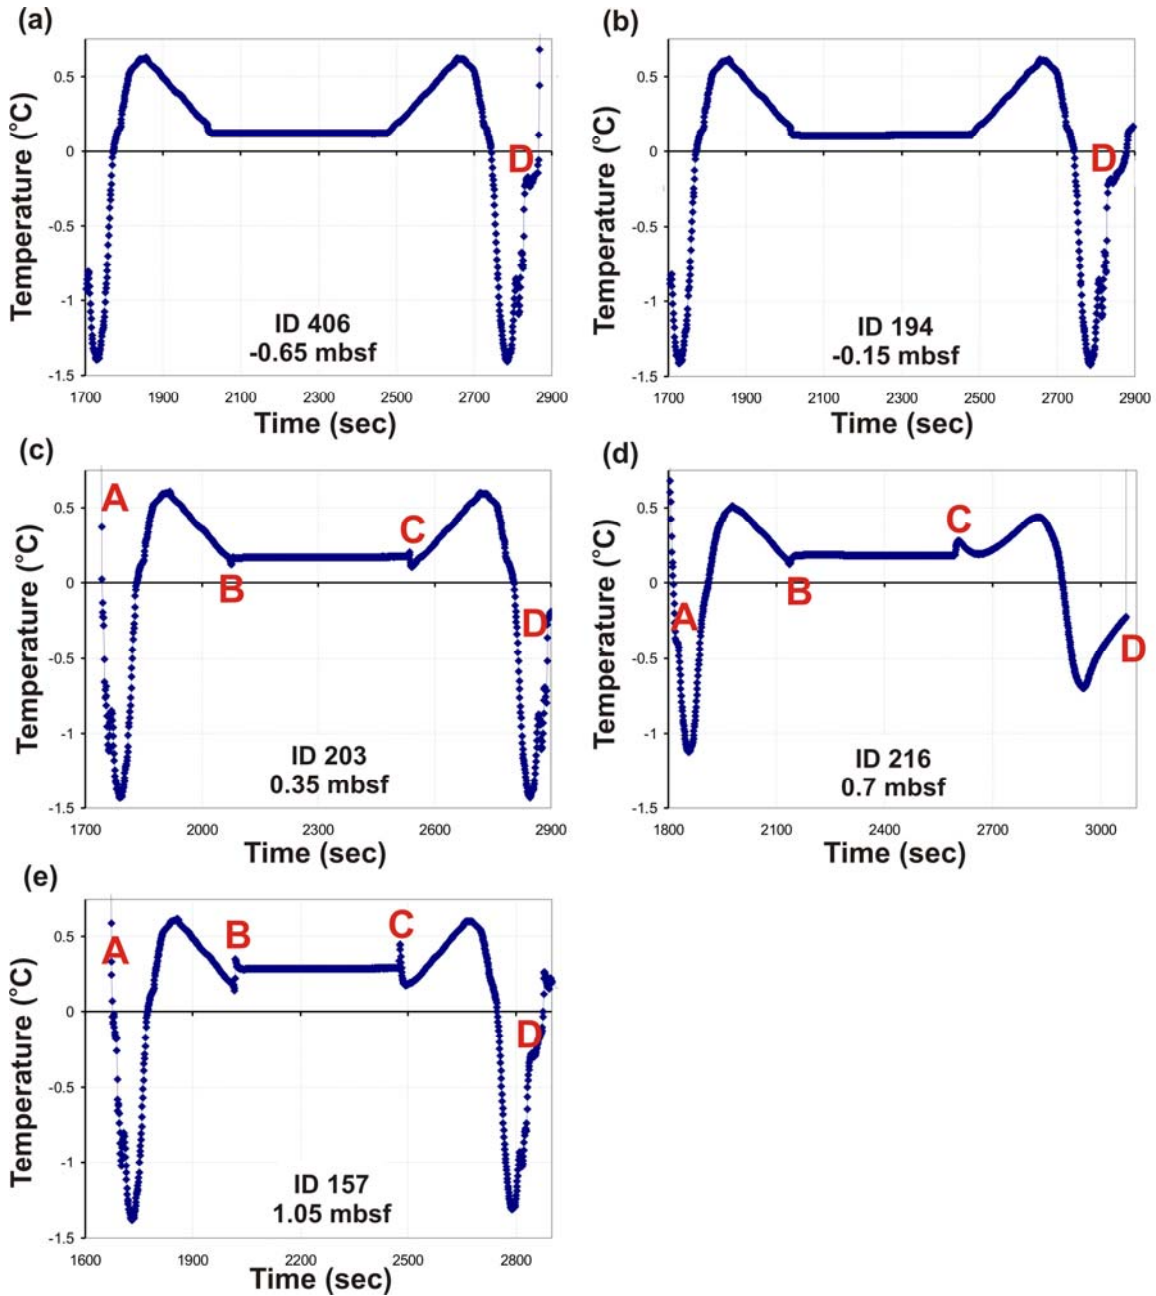 (a)
Temperature (°C)
0.5
0
-0.5
-1
-1.5
D
ID 406
-0.65 mbsf
1700 1900 2100 2300 2500 2700 2900
Time (sec)
(b)
Temperature (°C)
0.5
0
-0.5
-1
-1.5
D
ID 194
-0.15 mbsf
1700 1900 2100 2300 2500 2700 2900
Time (sec)
(c)
Temperature (°C)
0.5
0
-0.5
-1
-1.5
A
C
B
D
ID 203
0.35 mbsf
1700 2000 2300 2600 2900
Time (sec)
(d)
Temperature (°C)
0.5
0
-0.5
-1
-1.5
C
B
A
D
ID 216
0.7 mbsf
1800 2100 2400 2700 3000
Time (sec)
(e)
Temperature (°C)
0.5
0
-0.5
-1
-1.5
C
B
A
D
ID 157
1.05 mbsf
1600 1900 2200 2500 2800
Time (sec)